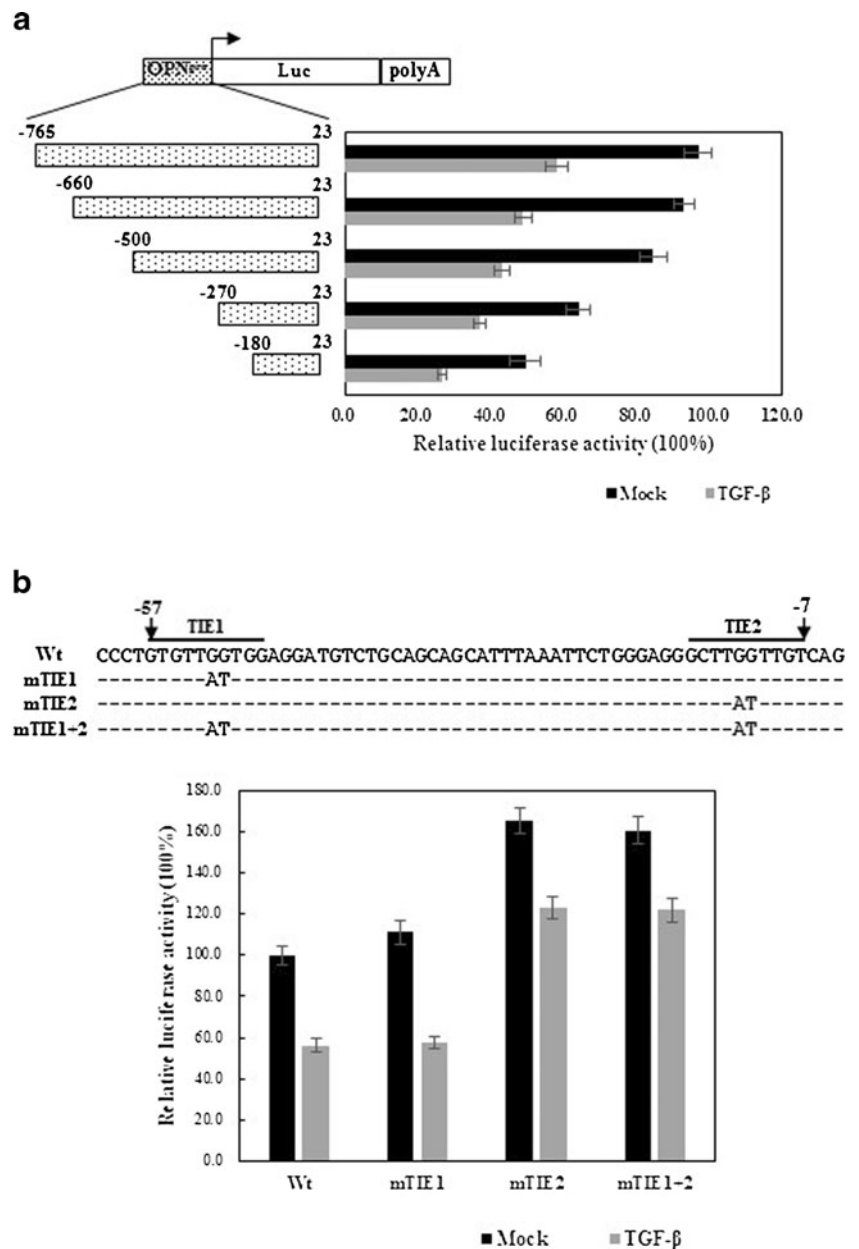 a
OPN Luc polyA
-765 23
-660 23
-500 23
-270 23
-180 23
0.0 20.0 40.0 60.0 80.0 100.0 120.0
Relative luciferase activity (100%)
Mock TGF-β
b
-57 TIE1 TIE2 -7
Wt CCCTGTGTTGGTGGAGGATGTCTGCAGCAGCATTTAAATTCTGGGAGGGCTTGGTTGTCAG
mTIE1 ---------AT--------------------------------------------------
mTIE2 ----------------------------------------------------AT-------
mTIE1+2 ---------AT-----------------------------------------AT-------
Relative luciferase activity (100%)
180.0
160.0
140.0
120.0
100.0
80.0
60.0
40.0
20.0
0.0
Wt mTIE1 mTIE2 mTIE1+2
Mock TGF-β